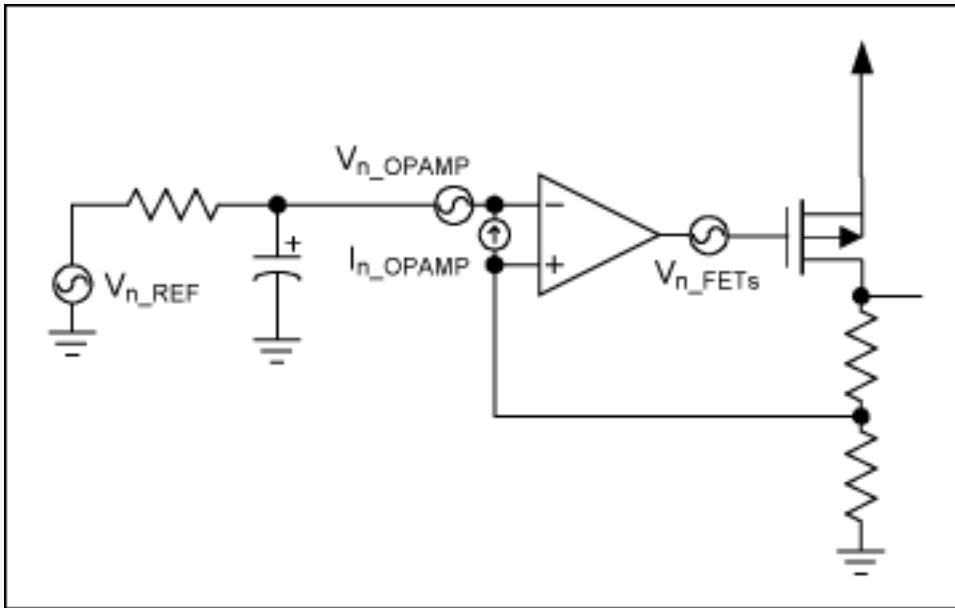 Vn_OPAMP
In_OPAMP
Vn_REF
Vn_FETs
−
+
+